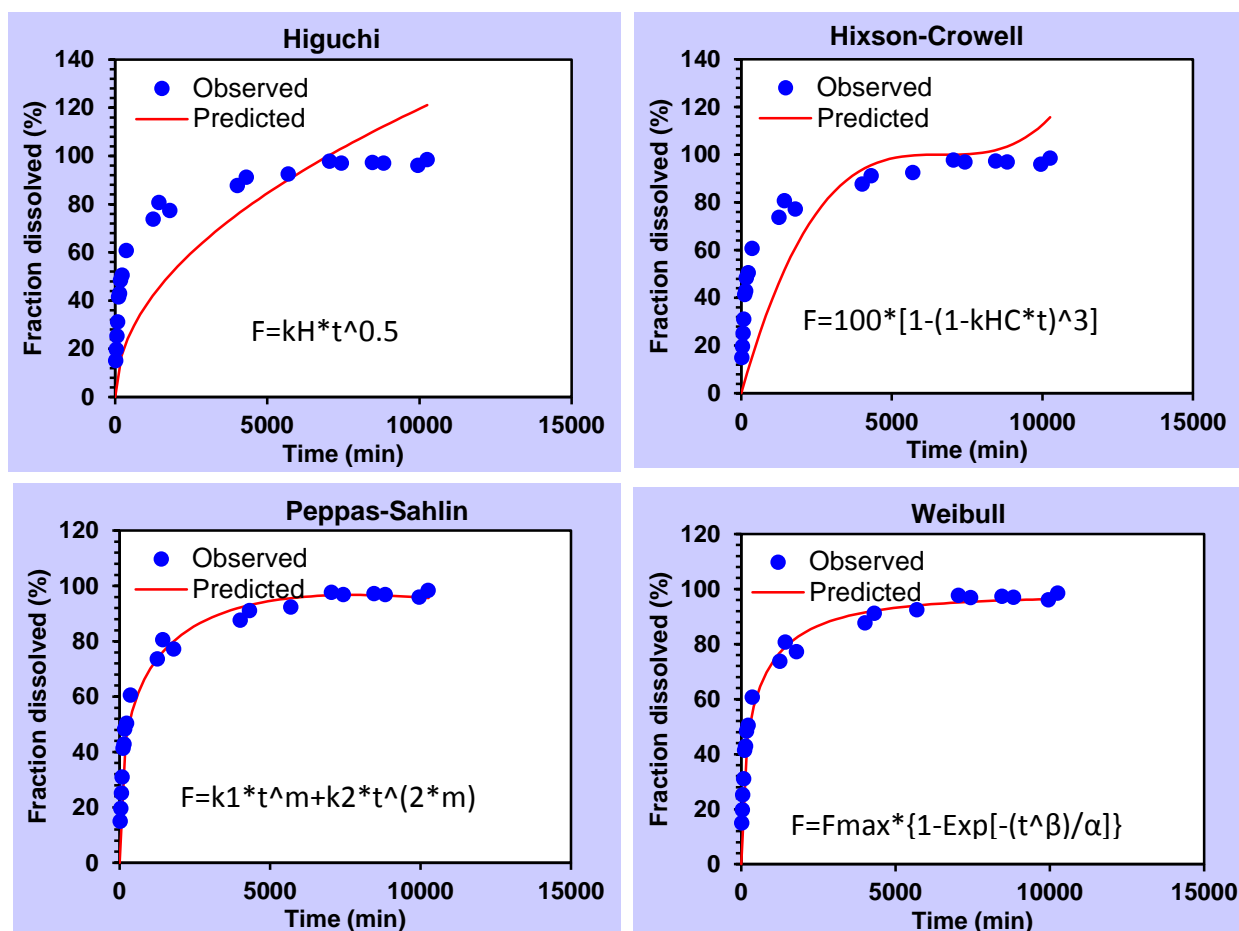 Higuchi
140
120
100
80
60
40
20
0
Fraction dissolved (%)
Observed
Predicted
F=kH*t^0.5
0 5000 10000 15000
Time (min)
Hixson-Crowell
140
120
100
80
60
40
20
0
Fraction dissolved (%)
Observed
Predicted
F=100*[1-(1-kHC*t)^3]
0 5000 10000 15000
Time (min)
Peppas-Sahlin
120
100
80
60
40
20
0
Fraction dissolved (%)
Observed
Predicted
F=k1*t^m+k2*t^(2*m)
0 5000 10000 15000
Time (min)
Weibull
120
100
80
60
40
20
0
Fraction dissolved (%)
Observed
Predicted
F=Fmax*{1-Exp[-(t^β)/α]}
0 5000 10000 15000
Time (min)